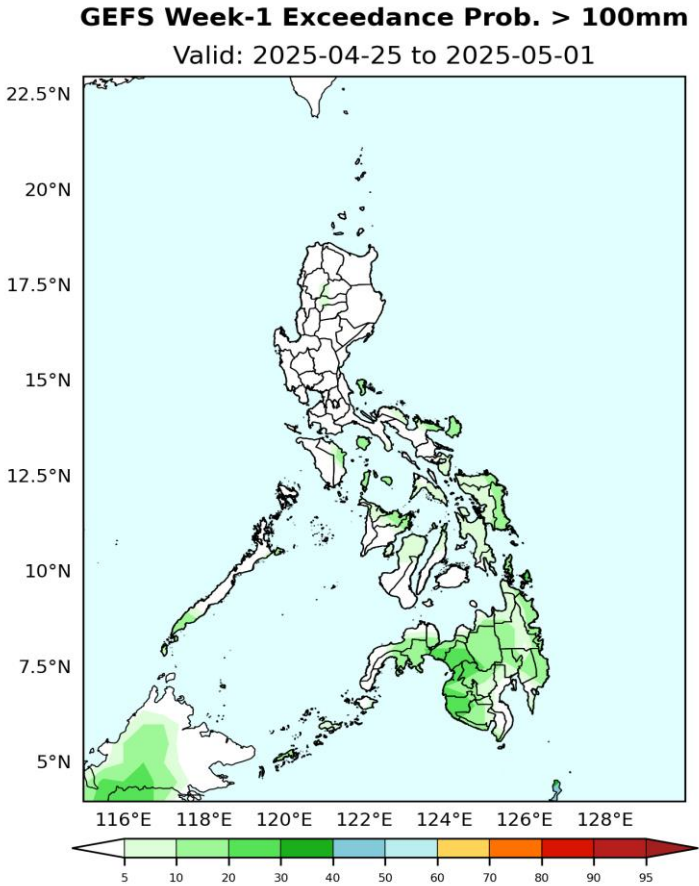 GEFS Week-1 Exceedance Prob. > 100mm
Valid: 2025-04-25 to 2025-05-01
22.5°N
20°N
17.5°N
15°N
12.5°N
10°N
7.5°N
5°N
116°E 118°E 120°E 122°E 124°E 126°E 128°E
5 10 20 30 40 50 60 70 80 90 95